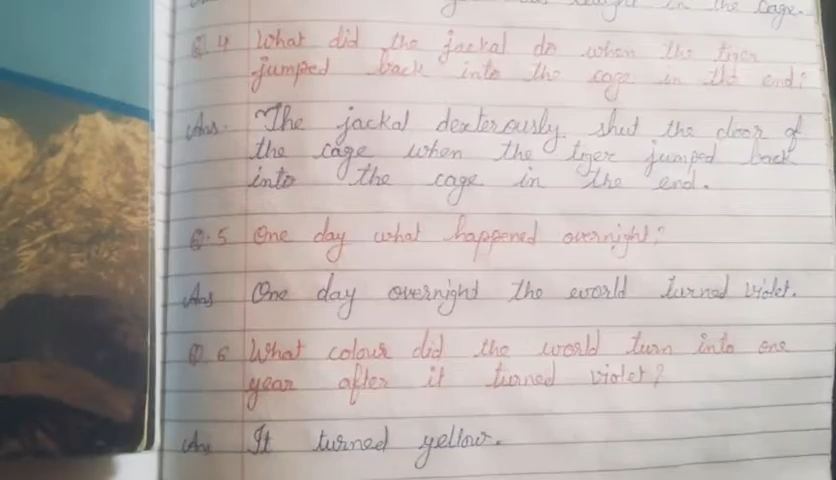 in the cage.
Q.4 What did the jackal do when the tiger
jumped back into the cage in the end?
Ans. The jackal dexterously shut the door of
the cage when the tiger jumped back
into the cage in the end.
Q.5 One day what happened overnight?
Ans One day overnight the world turned violet.
Q.6 What colour did the world turn into one
year after it turned violet?
Ans It turned yellow.